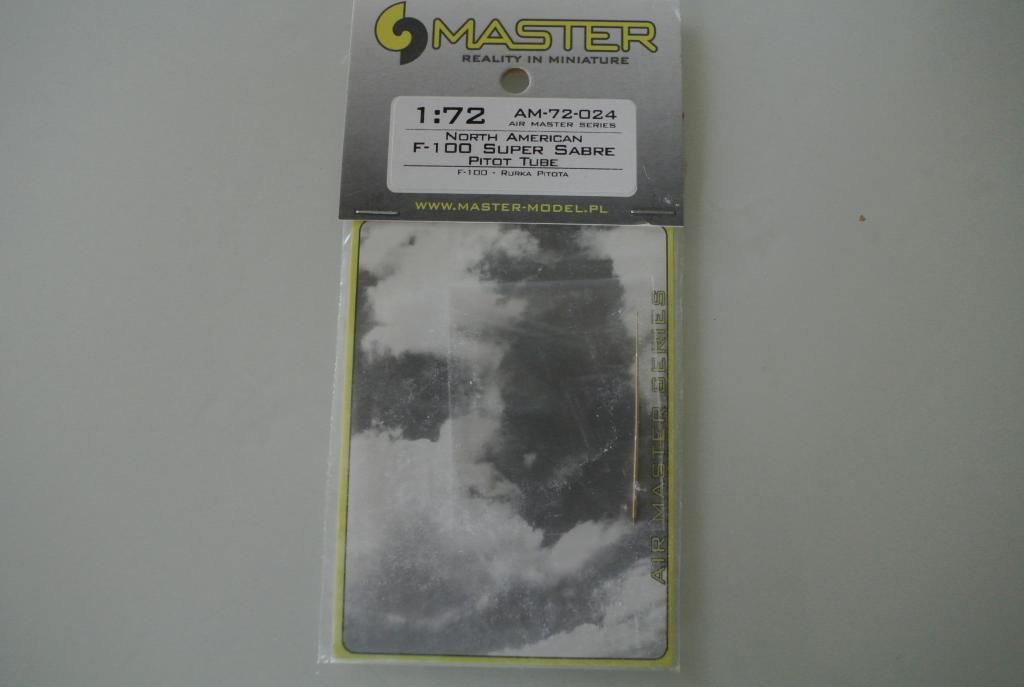 MASTER
REALITY IN MINIATURE
1:72 AM-72-024
AIR MASTER SERIES
NORTH AMERICAN
F-100 SUPER SABRE
PITOT TUBE
F-100 - RURKA PITOTA
WWW.MASTER-MODEL.PL
AIR MASTER SERIES